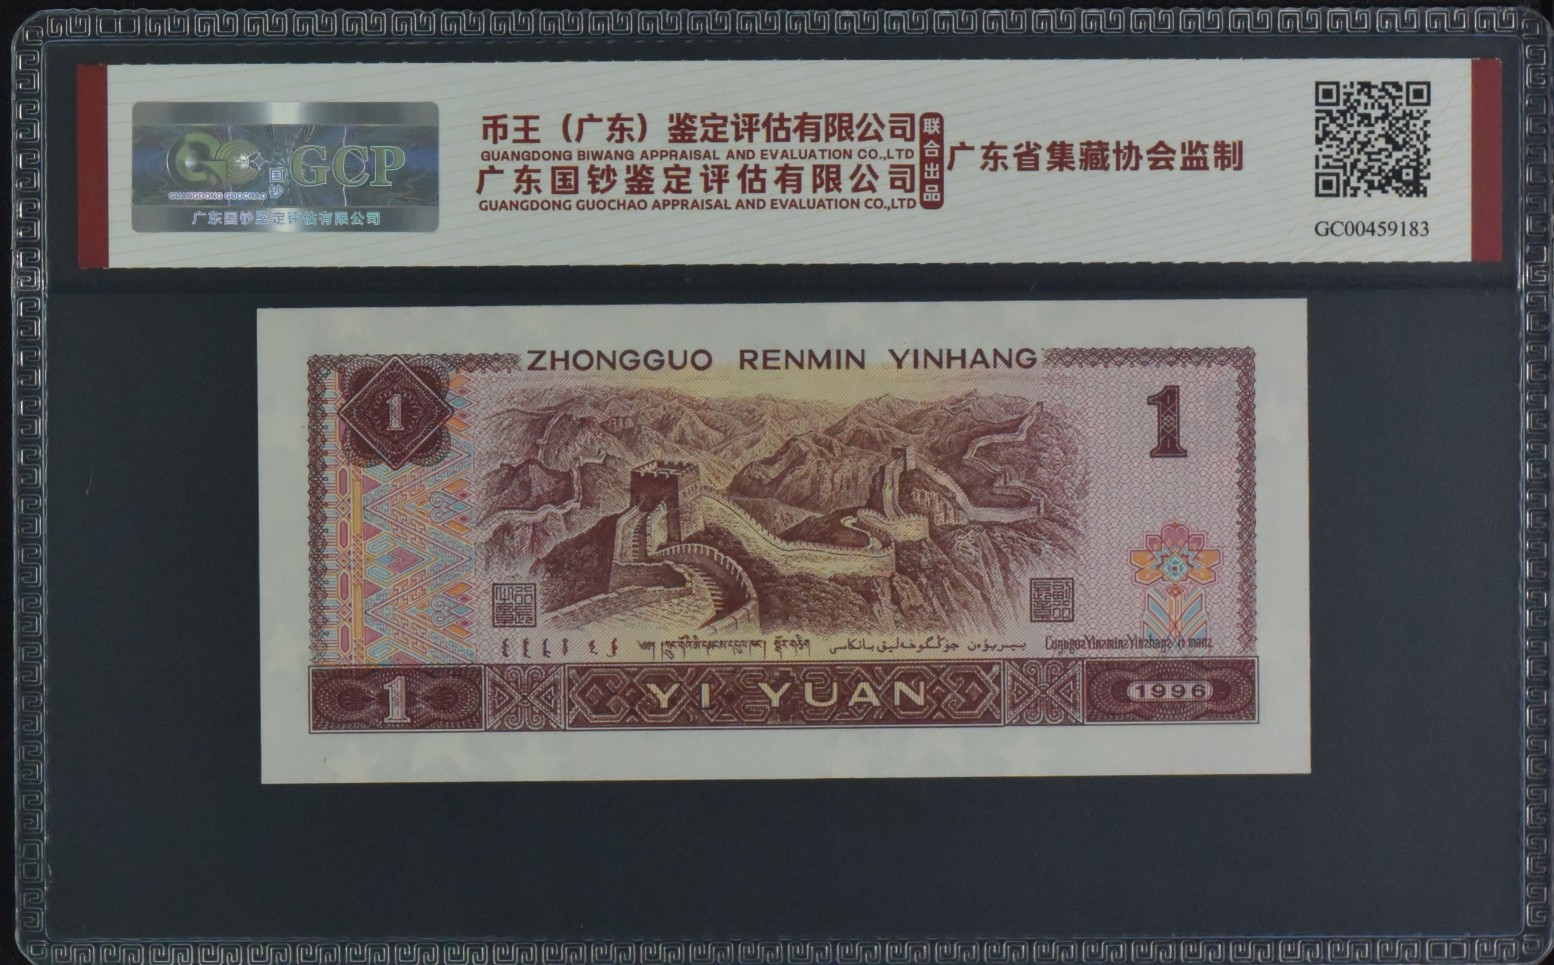 GCP
GUANGDONG GUOCHAO
国钞
广东国钞鉴定评估有限公司
币王（广东）鉴定评估有限公司
GUANGDONG BIWANG APPRAISAL AND EVALUATION CO.,LTD
广东国钞鉴定评估有限公司
GUANGDONG GUOCHAO APPRAISAL AND EVALUATION CO.,LTD
联合出品
广东省集藏协会监制
GC00459183
ZHONGGUO RENMIN YINHANG
1
1
1
YI YUAN
1996